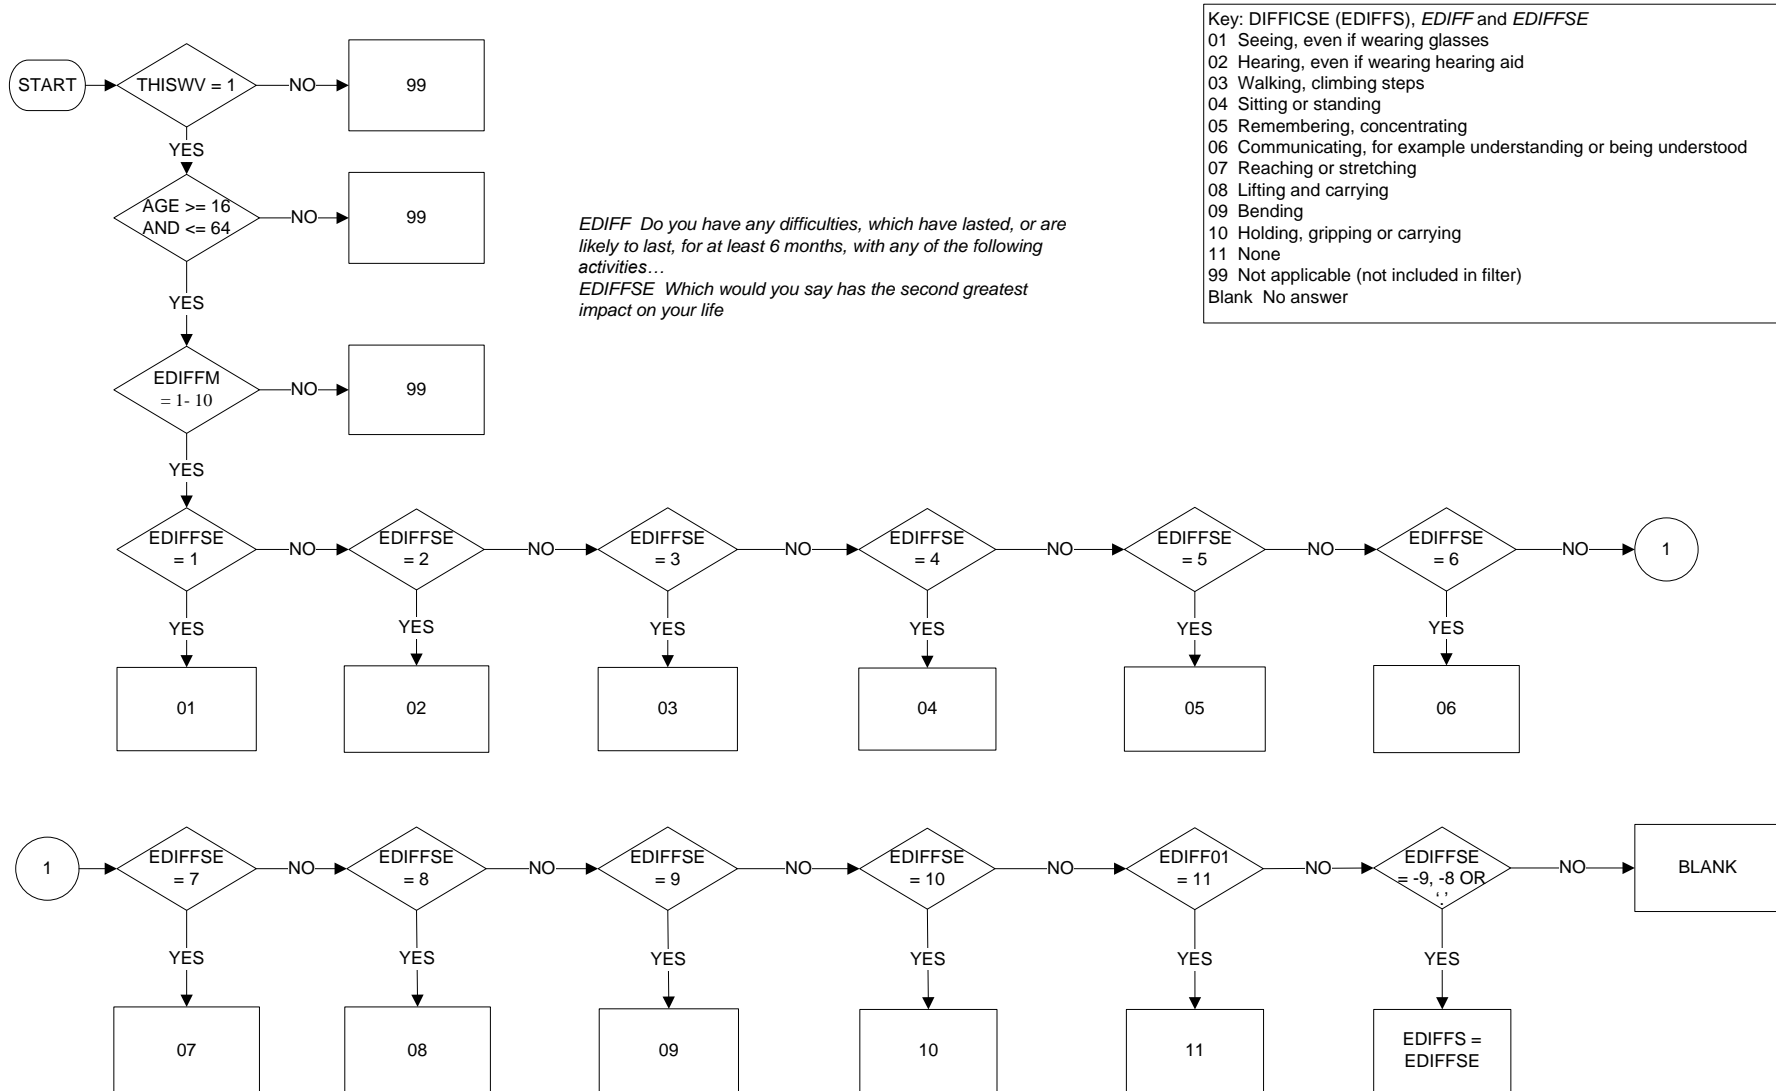 START
THISWV = 1
NO
99
YES
AGE >= 16
AND <= 64
NO
99
YES
EDIFFM
= 1- 10
NO
99
YES
EDIFF Do you have any difficulties, which have lasted, or are
likely to last, for at least 6 months, with any of the following
activities…
EDIFFSE Which would you say has the second greatest
impact on your life
Key: DIFFICSE (EDIFFS), EDIFF and EDIFFSE
01 Seeing, even if wearing glasses
02 Hearing, even if wearing hearing aid
03 Walking, climbing steps
04 Sitting or standing
05 Remembering, concentrating
06 Communicating, for example understanding or being understood
07 Reaching or stretching
08 Lifting and carrying
09 Bending
10 Holding, gripping or carrying
11 None
99 Not applicable (not included in filter)
Blank No answer
EDIFFSE
= 1
NO
EDIFFSE
= 2
NO
EDIFFSE
= 3
NO
EDIFFSE
= 4
NO
EDIFFSE
= 5
NO
EDIFFSE
= 6
NO
1
YES
YES
YES
YES
YES
YES
01
02
03
04
05
06
1
EDIFFSE
= 7
NO
EDIFFSE
= 8
NO
EDIFFSE
= 9
NO
EDIFFSE
= 10
NO
EDIFF01
= 11
NO
EDIFFSE
= -9, -8 OR
‘.’
NO
BLANK
YES
YES
YES
YES
YES
YES
07
08
09
10
11
EDIFFS =
EDIFFSE